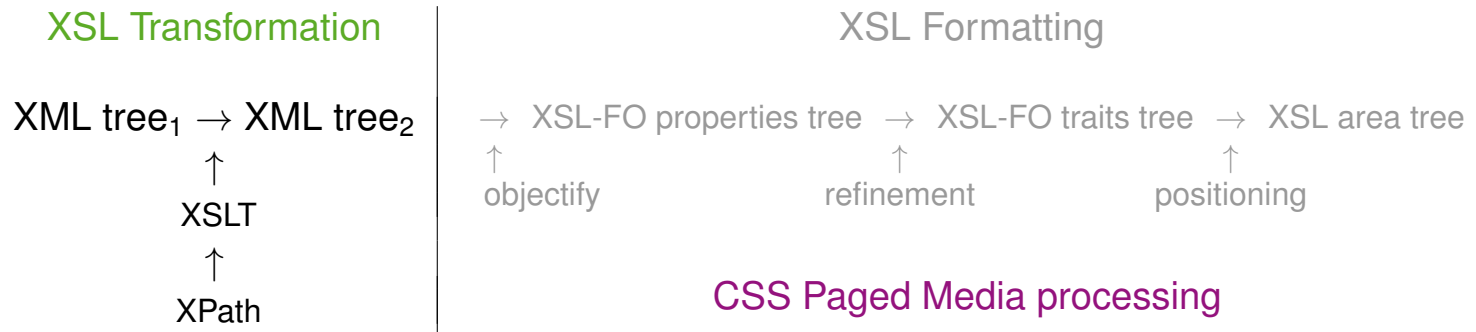 XSL Transformation
XSL Formatting
XML tree₁ → XML tree₂
→ XSL-FO properties tree → XSL-FO traits tree → XSL area tree
↑
↑ ↑ ↑
objectify refinement positioning
XSLT
↑
XPath
CSS Paged Media processing